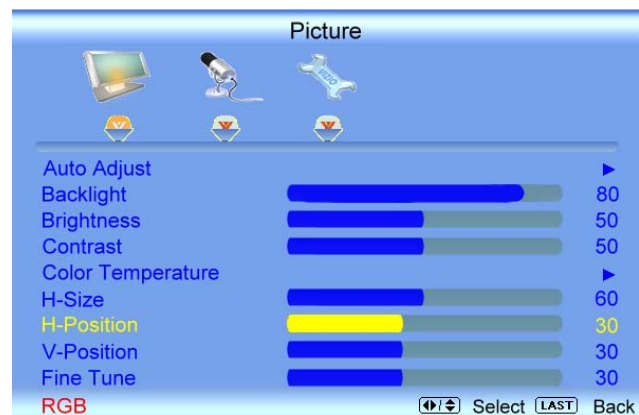 Picture
Auto Adjust
Backlight 80
Brightness 50
Contrast 50
Color Temperature
H-Size 60
H-Position 30
V-Position 30
Fine Tune 30
RGB Select LAST Back